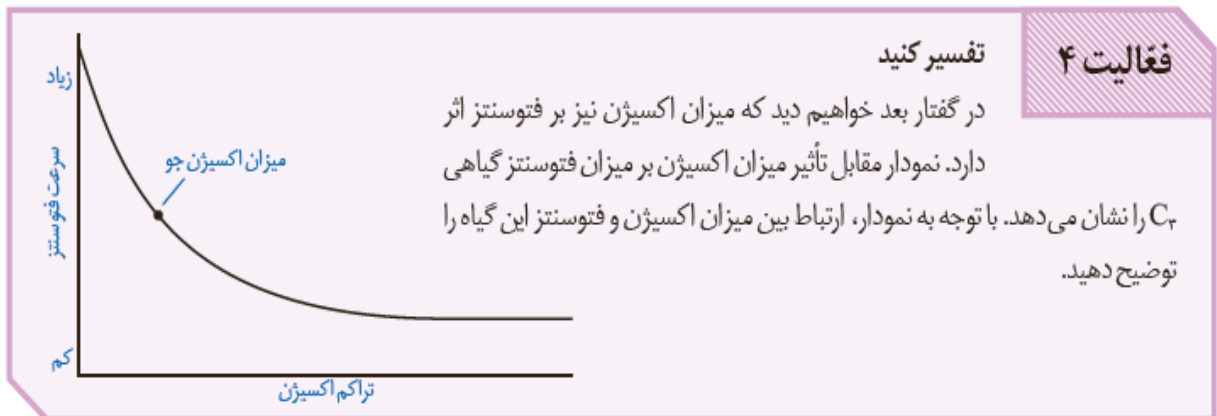 فعّالیت ۴
تفسیر کنید
در گفتار بعد خواهیم دید که میزان اکسیژن نیز بر فتوسنتز اثر
دارد. نمودار مقابل تأثیر میزان اکسیژن بر میزان فتوسنتز گیاهی
C۳ را نشان می‌دهد. با توجه به نمودار، ارتباط بین میزان اکسیژن و فتوسنتز این گیاه را
توضیح دهید.
زیاد
سرعت فتوسنتز
کم
میزان اکسیژن جو
تراکم اکسیژن